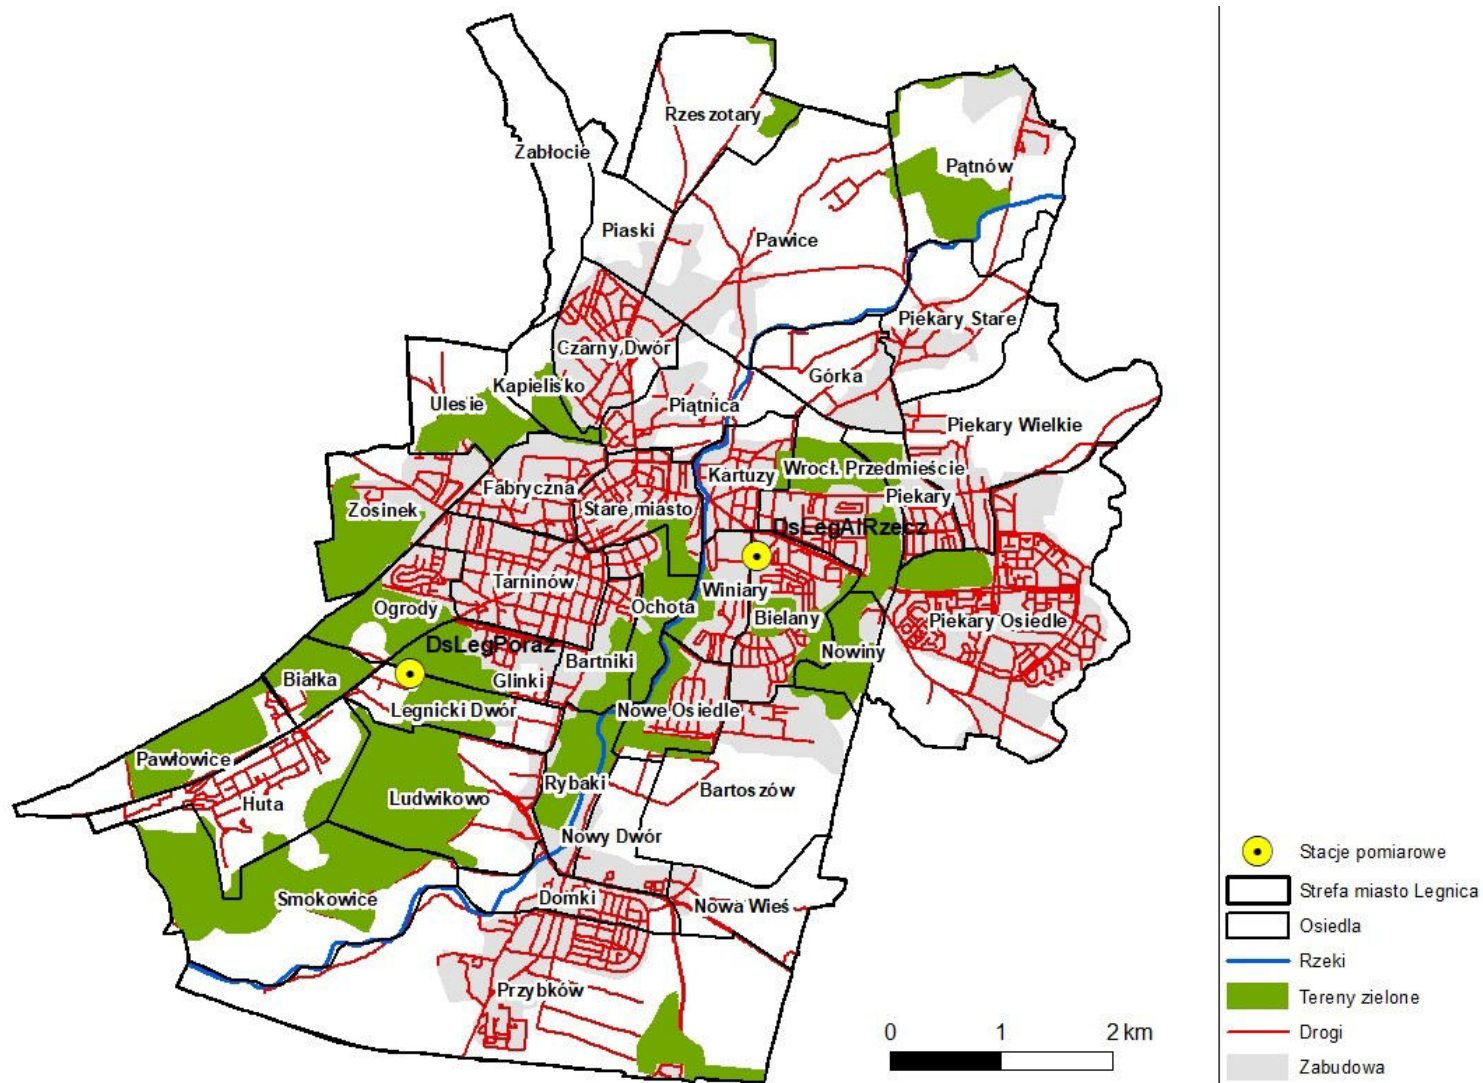 Rzeszotary
Zabłocie
Pątnów
Piaski
Pawice
Piekary Stare
Czarny Dwór
Górka
Kapielisko
Ulesie
Piątnica
Piekary Wielkie
Kartuzy
Wrocł. Przedmieście
Fabryczna
Piekary
Zosinek
Stare miasto
DsLegAlRzecz
Tarninów
Winiary
Ogrody
Ochota
Bielany
Piekary Osiedle
DsLegPoraz
Bartniki
Nowiny
Białka
Glinki
Legnicki Dwór
Nowe Osiedle
Pawłowice
Rybaki
Bartoszów
Huta
Ludwikowo
Nowy Dwór
Smokowice
Domki
Nowa Wieś
Przybków
0 1 2 km
Stacje pomiarowe
Strefa miasto Legnica
Osiedla
Rzeki
Tereny zielone
Drogi
Zabudowa